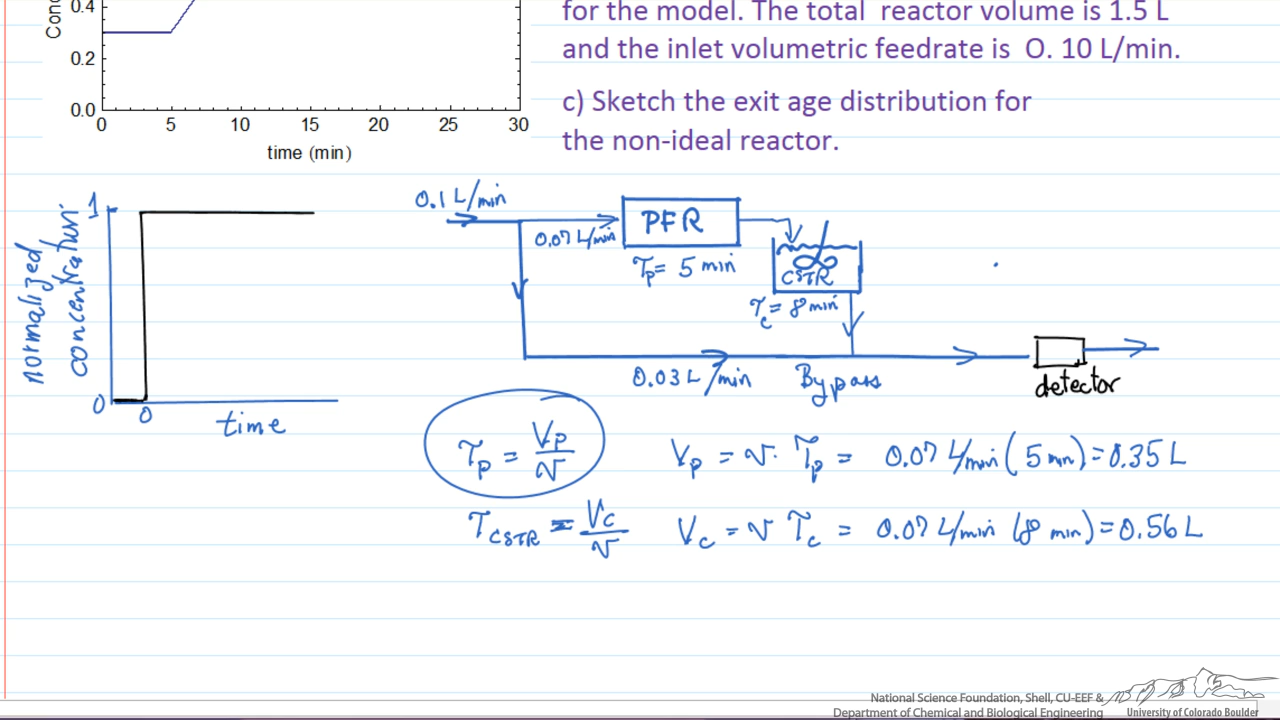 Conc
0.4
0.2
0.0
0 5 10 15 20 25 30
time (min)
for the model. The total reactor volume is 1.5 L
and the inlet volumetric feedrate is O. 10 L/min.
c) Sketch the exit age distribution for
the non-ideal reactor.
normalized
concentration
1
0
0
time
0.1 L/min
0.07 L/min
PFR
τp = 5 min
CSTR
τc = 8 min
0.03 L/min Bypass
detector
τp = Vp/v
Vp = v · τp = 0.07 L/min (5 min) = 0.35 L
τCSTR = Vc/v
Vc = v τc = 0.07 L/min (8 min) = 0.56 L
National Science Foundation, Shell, CU-EEF &
Department of Chemical and Biological Engineering
University of Colorado Boulder